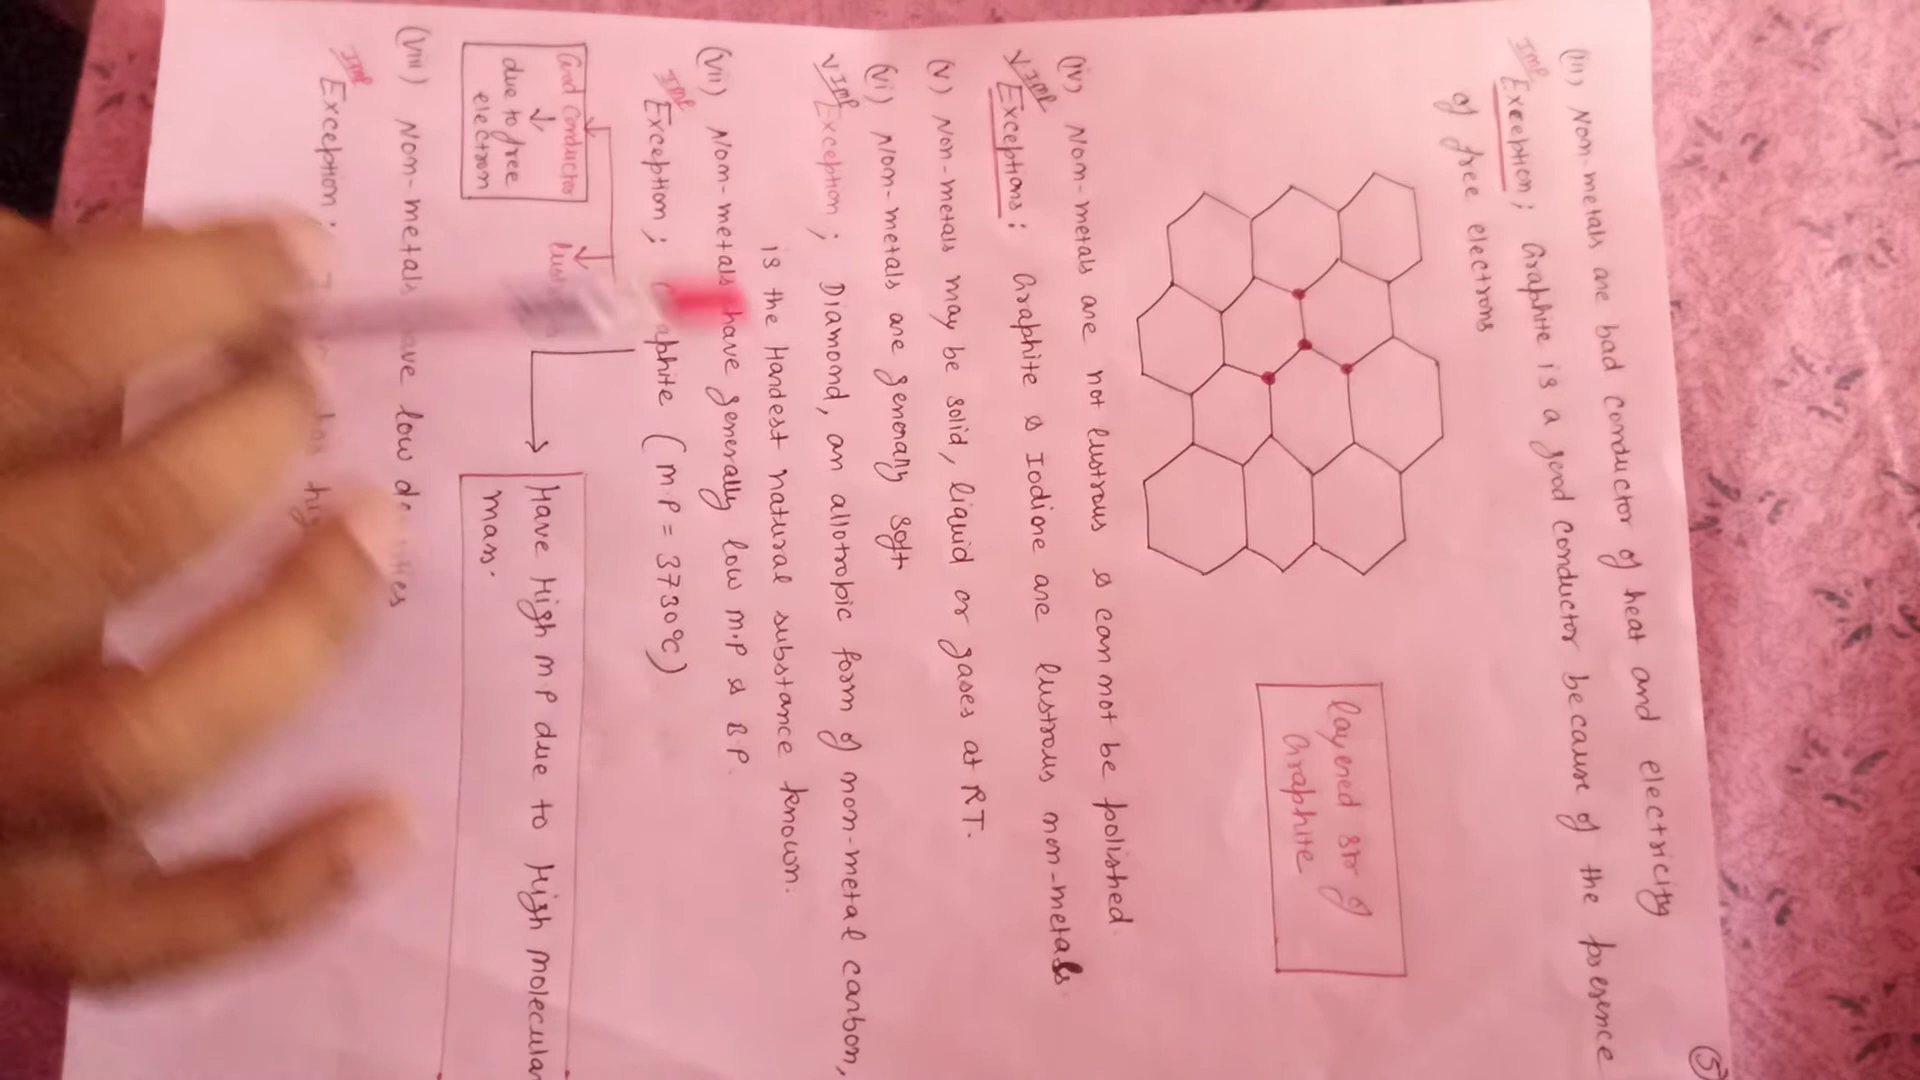 (5)
(iii) Non-metals are bad conductor of heat and electricity
Imp Exception; Graphite is a good conductor because of the presence
of free electrons
layered str of
Graphite
(iv) Non-metals are not lustrous & can not be polished.
VImp Exceptions: Graphite & Iodine are lustrous non-metals.
(v) Non-metals may be solid, liquid or gases at RT.
(vi) Non-metals are generally soft
VImp Exception; Diamond, an allotropic form of non-metal carbon,
is the Hardest natural substance known.
(vii) Non-metals have generally low M.P & B.P.
Imp Exception; Graphite (M.P = 3730°C)
Good conductor
due to free
electron
Have High M.P due to High molecular
mass.
(viii) Non-metals have low densities
Imp Exception: